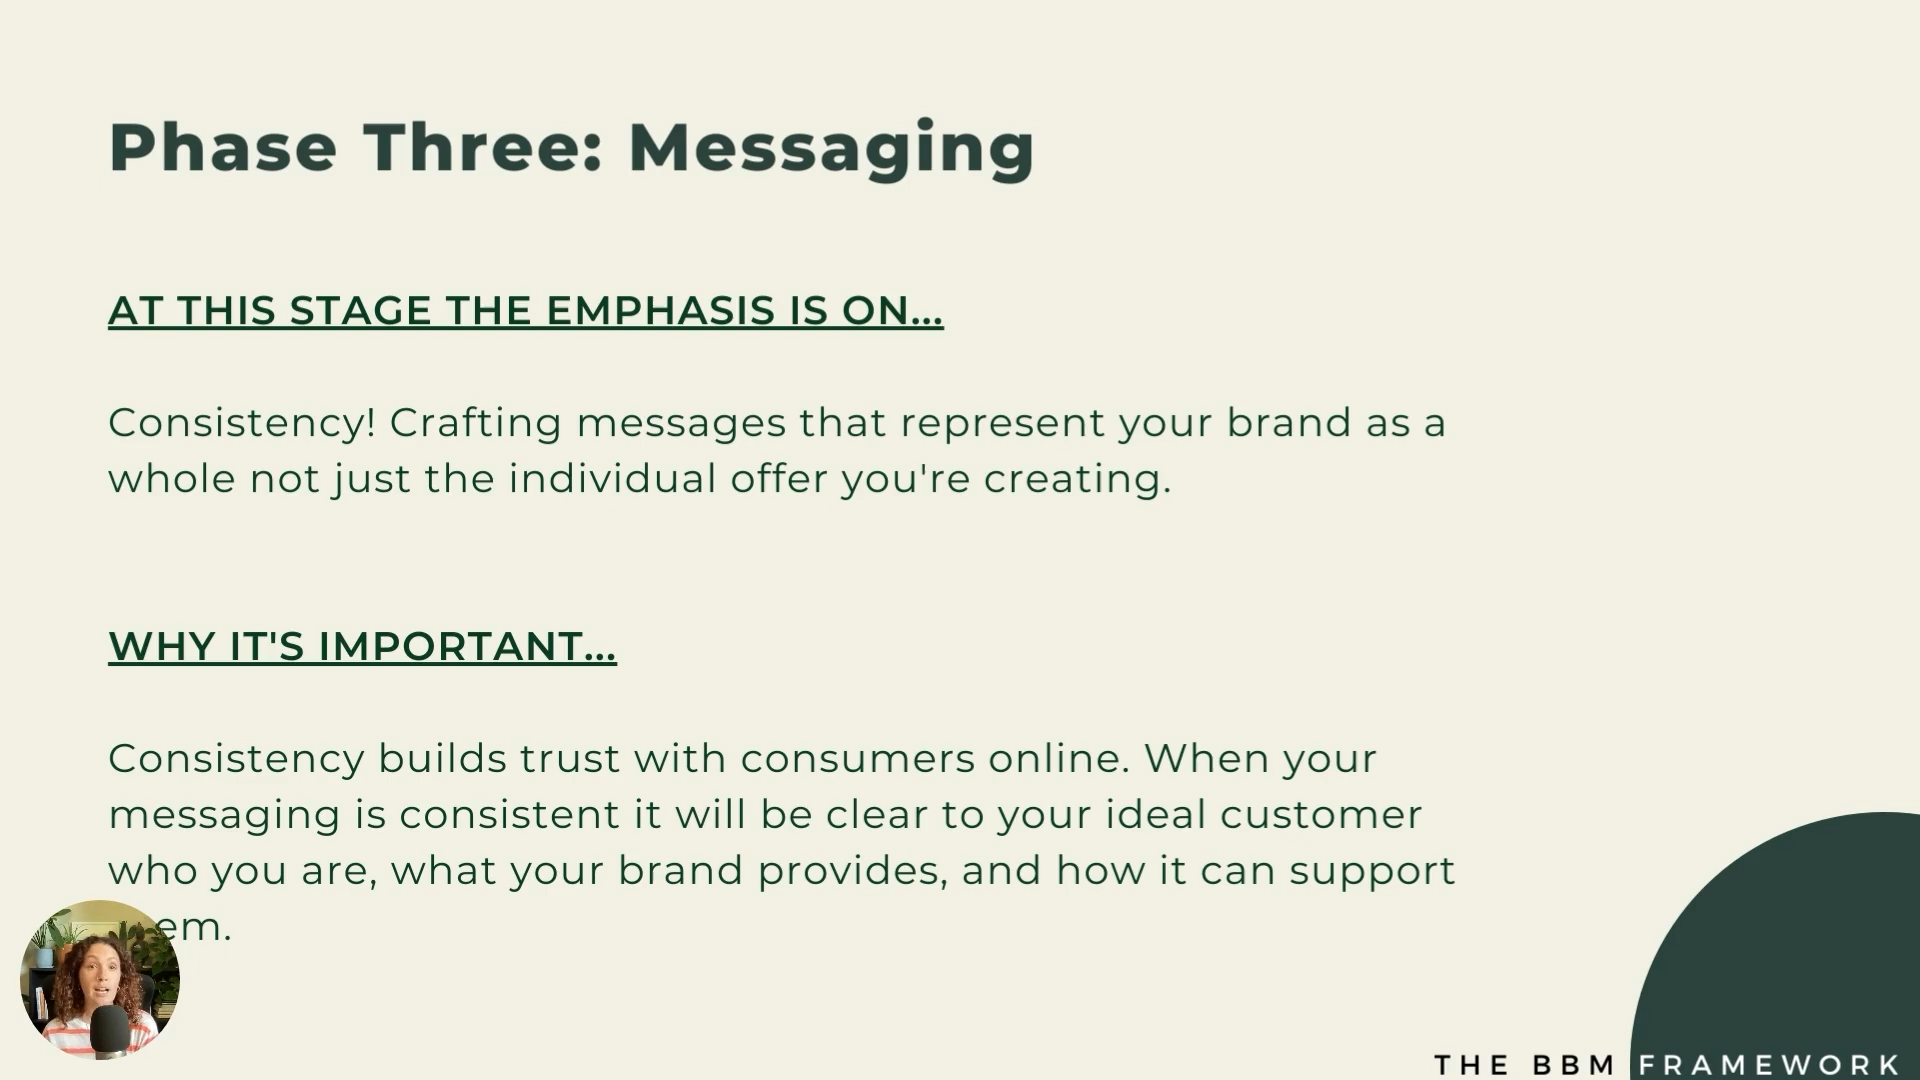 Phase Three: Messaging
AT THIS STAGE THE EMPHASIS IS ON...
Consistency! Crafting messages that represent your brand as a
whole not just the individual offer you're creating.
WHY IT'S IMPORTANT...
Consistency builds trust with consumers online. When your
messaging is consistent it will be clear to your ideal customer
who you are, what your brand provides, and how it can support
THE BBM FRAMEWORK